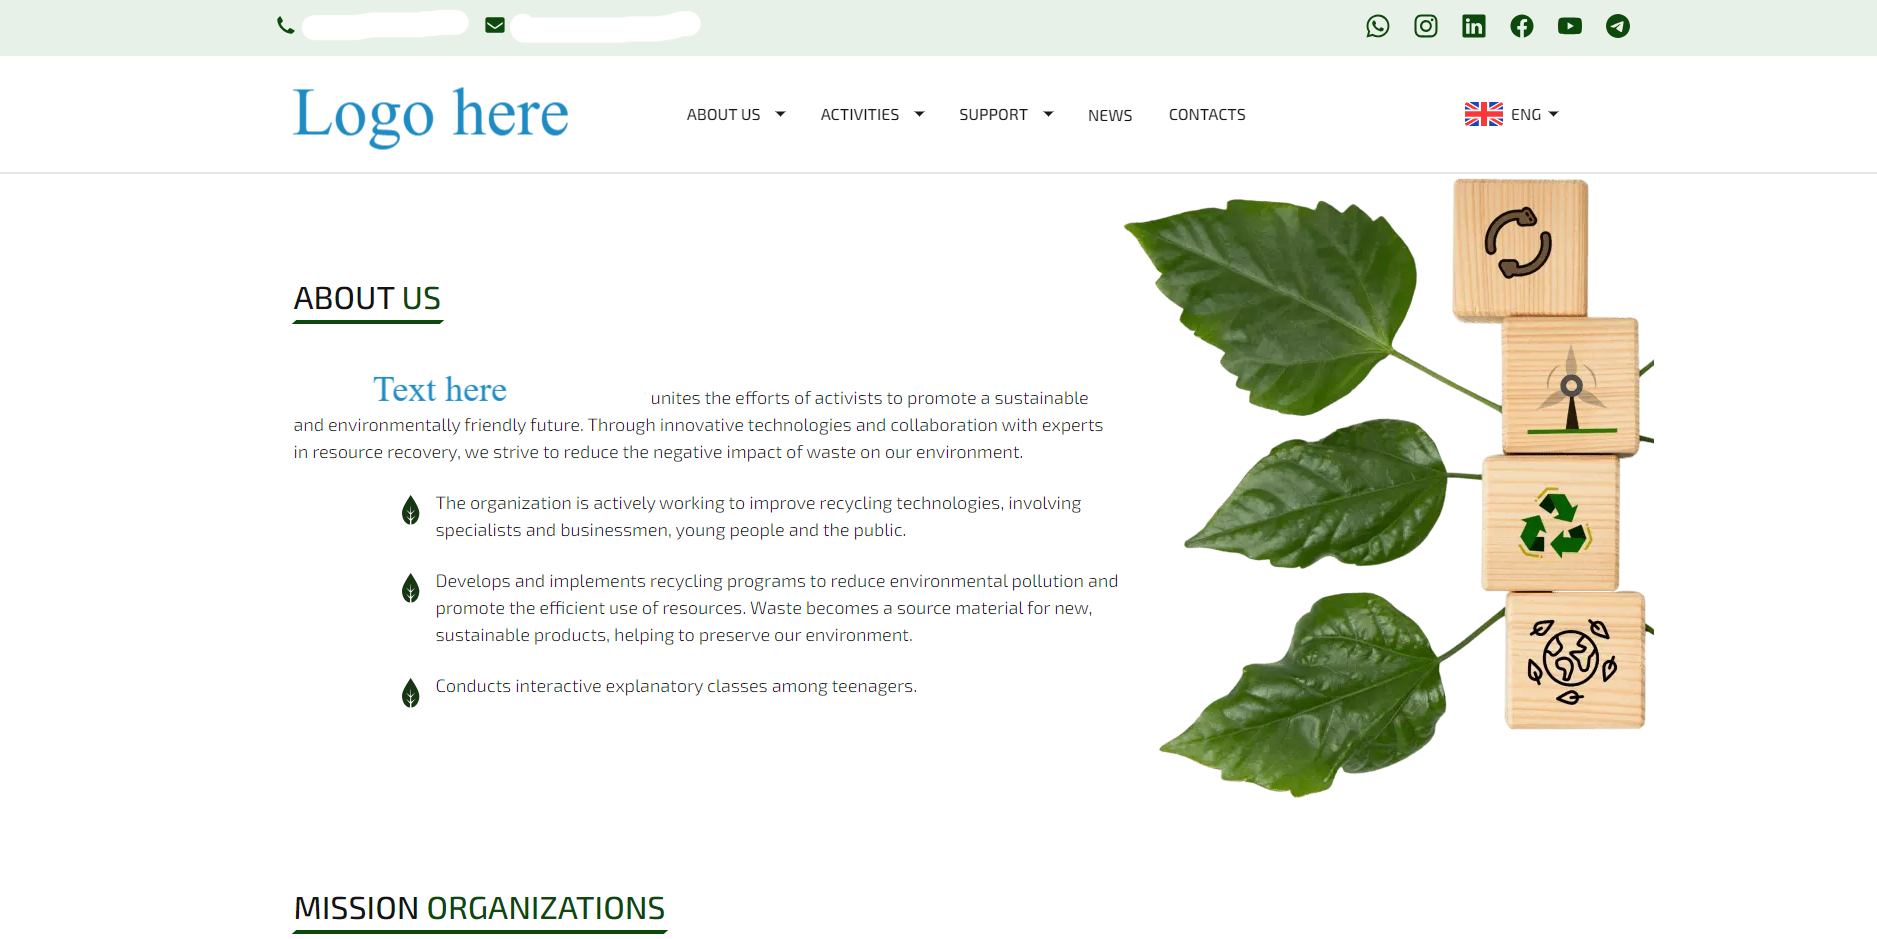 Logo here
ABOUT US
ACTIVITIES
SUPPORT
NEWS
CONTACTS
ENG
ABOUT US
Text here
unites the efforts of activists to promote a sustainable
and environmentally friendly future. Through innovative technologies and collaboration with experts
in resource recovery, we strive to reduce the negative impact of waste on our environment.
The organization is actively working to improve recycling technologies, involving
specialists and businessmen, young people and the public.
Develops and implements recycling programs to reduce environmental pollution and
promote the efficient use of resources. Waste becomes a source material for new,
sustainable products, helping to preserve our environment.
Conducts interactive explanatory classes among teenagers.
MISSION ORGANIZATIONS